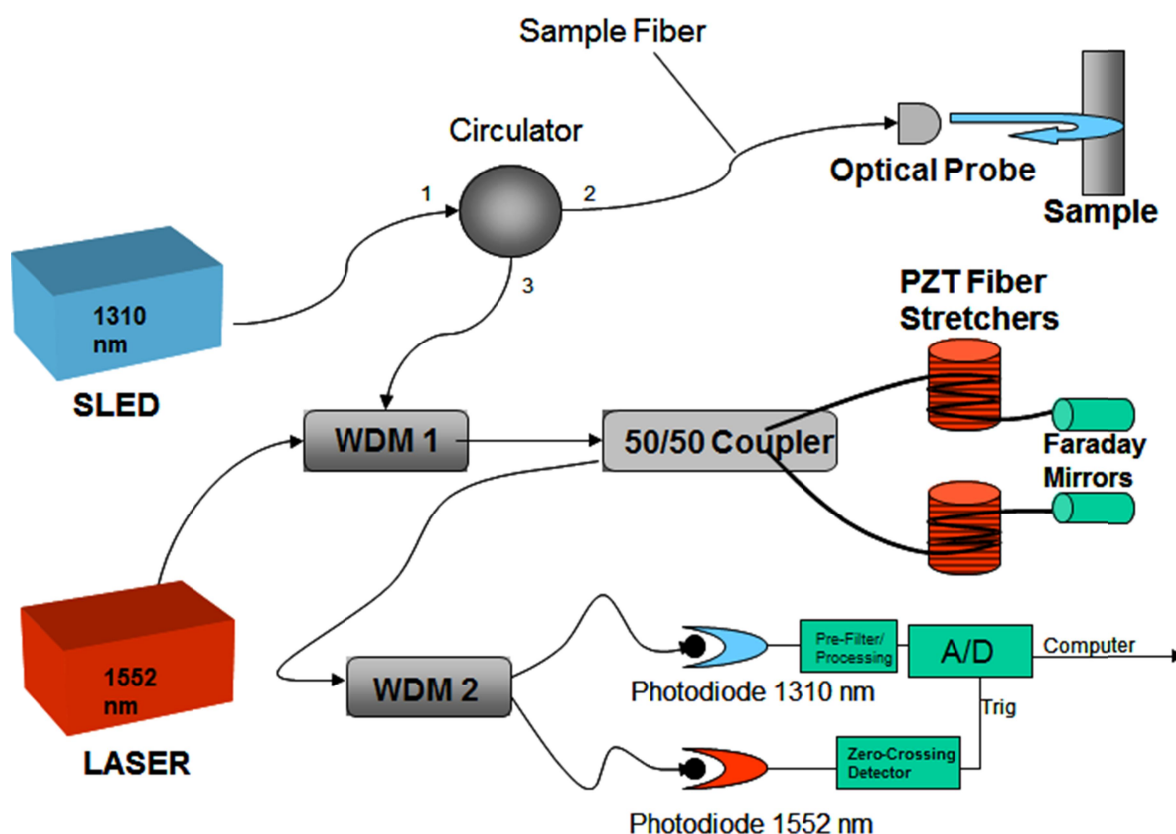 Sample Fiber
Circulator
1
2
3
Optical Probe
Sample
1310
nm
SLED
PZT Fiber
Stretchers
WDM 1
50/50 Coupler
Faraday
Mirrors
1552
nm
LASER
WDM 2
Photodiode 1310 nm
Pre-Filter/
Processing
A/D
Computer
Trig
Zero-Crossing
Detector
Photodiode 1552 nm